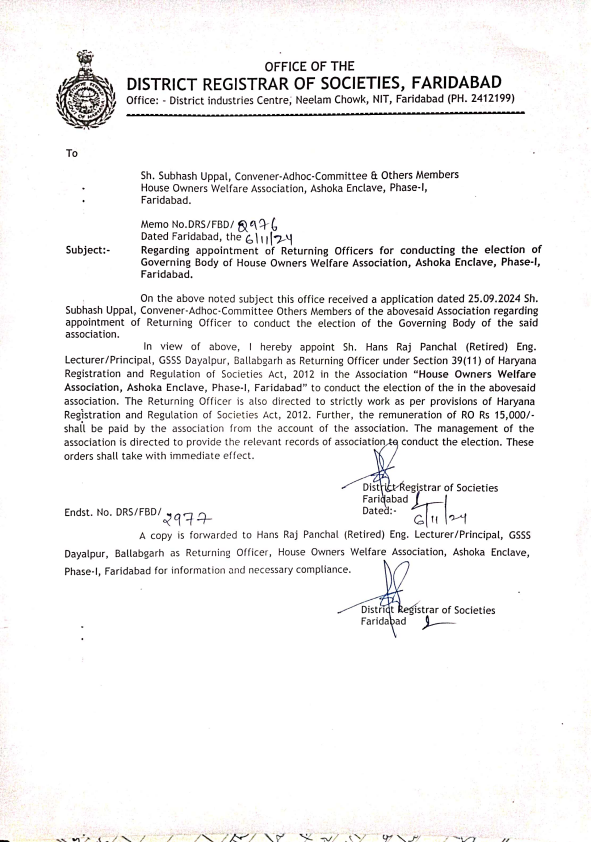 OFFICE OF THE
DISTRICT REGISTRAR OF SOCIETIES, FARIDABAD
Office: - District industries Centre, Neelam Chowk, NIT, Faridabad (PH. 2412199)
To
Sh. Subhash Uppal, Convener-Adhoc-Committee & Others Members
House Owners Welfare Association, Ashoka Enclave, Phase-I,
Faridabad.
Memo No.DRS/FBD/ 2976
Dated Faridabad, the 6/11/24
Subject:- Regarding appointment of Returning Officers for conducting the election of
Governing Body of House Owners Welfare Association, Ashoka Enclave, Phase-I,
Faridabad.
On the above noted subject this office received a application dated 25.09.2024 Sh.
Subhash Uppal, Convener-Adhoc-Committee Others Members of the abovesaid Association regarding
appointment of Returning Officer to conduct the election of the Governing Body of the said
association.
In view of above, I hereby appoint Sh. Hans Raj Panchal (Retired) Eng.
Lecturer/Principal, GSSS Dayalpur, Ballabgarh as Returning Officer under Section 39(11) of Haryana
Registration and Regulation of Societies Act, 2012 in the Association “House Owners Welfare
Association, Ashoka Enclave, Phase-I, Faridabad” to conduct the election of the in the abovesaid
association. The Returning Officer is also directed to strictly work as per provisions of Haryana
Registration and Regulation of Societies Act, 2012. Further, the remuneration of RO Rs 15,000/-
shall be paid by the association from the account of the association. The management of the
association is directed to provide the relevant records of association to conduct the election. These
orders shall take with immediate effect.
District Registrar of Societies
Faridabad
Dated:- 6/11/24
Endst. No. DRS/FBD/ 2977
A copy is forwarded to Hans Raj Panchal (Retired) Eng. Lecturer/Principal, GSSS
Dayalpur, Ballabgarh as Returning Officer, House Owners Welfare Association, Ashoka Enclave,
Phase-I, Faridabad for information and necessary compliance.
District Registrar of Societies
Faridabad